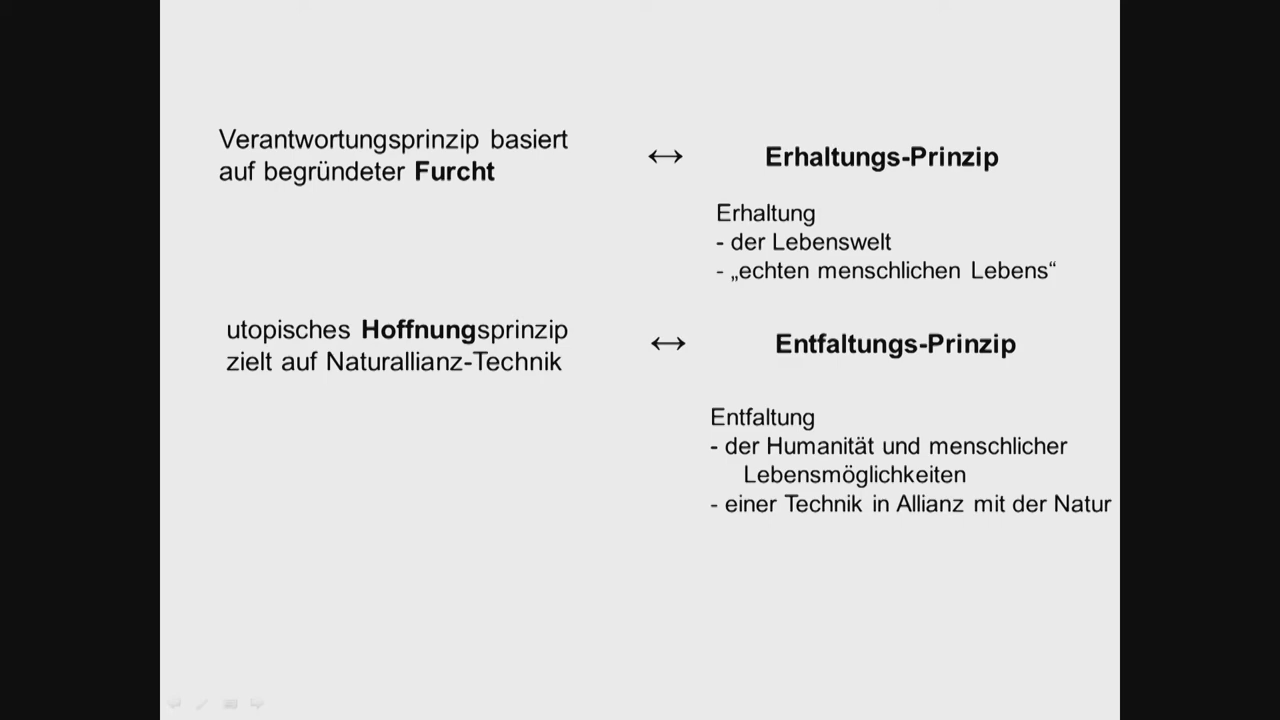 Verantwortungsprinzip basiert
auf begründeter Furcht
↔
Erhaltungs-Prinzip
Erhaltung
- der Lebenswelt
- „echten menschlichen Lebens“
utopisches Hoffnungsprinzip
zielt auf Naturallianz-Technik
↔
Entfaltungs-Prinzip
Entfaltung
- der Humanität und menschlicher
Lebensmöglichkeiten
- einer Technik in Allianz mit der Natur